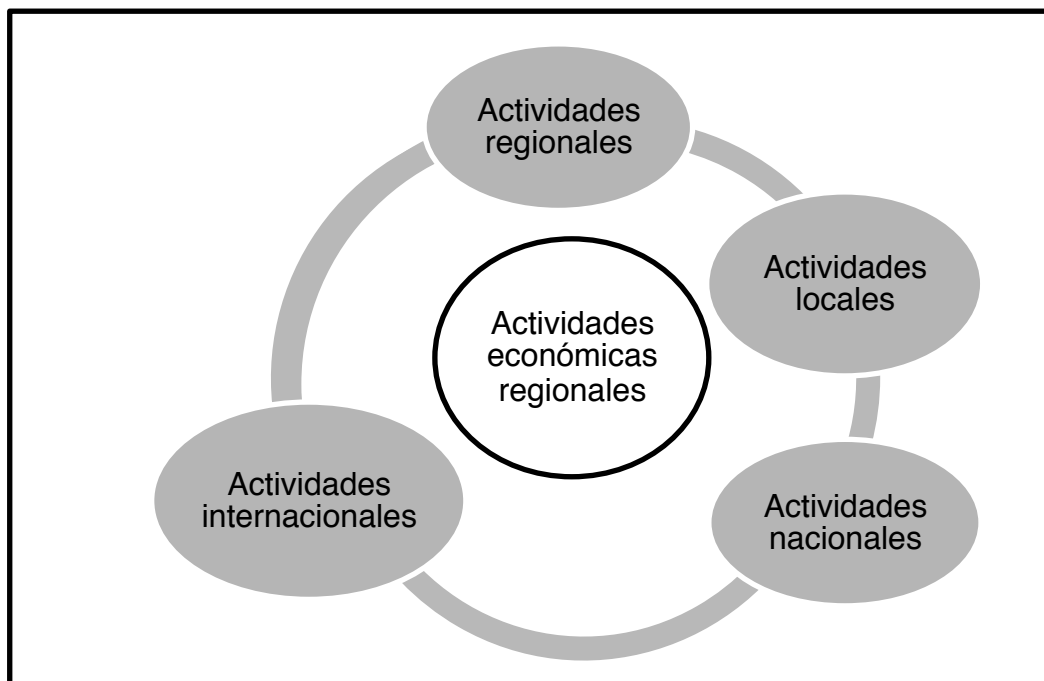 Actividades
regionales
Actividades
locales
Actividades
económicas
regionales
Actividades
internacionales
Actividades
nacionales